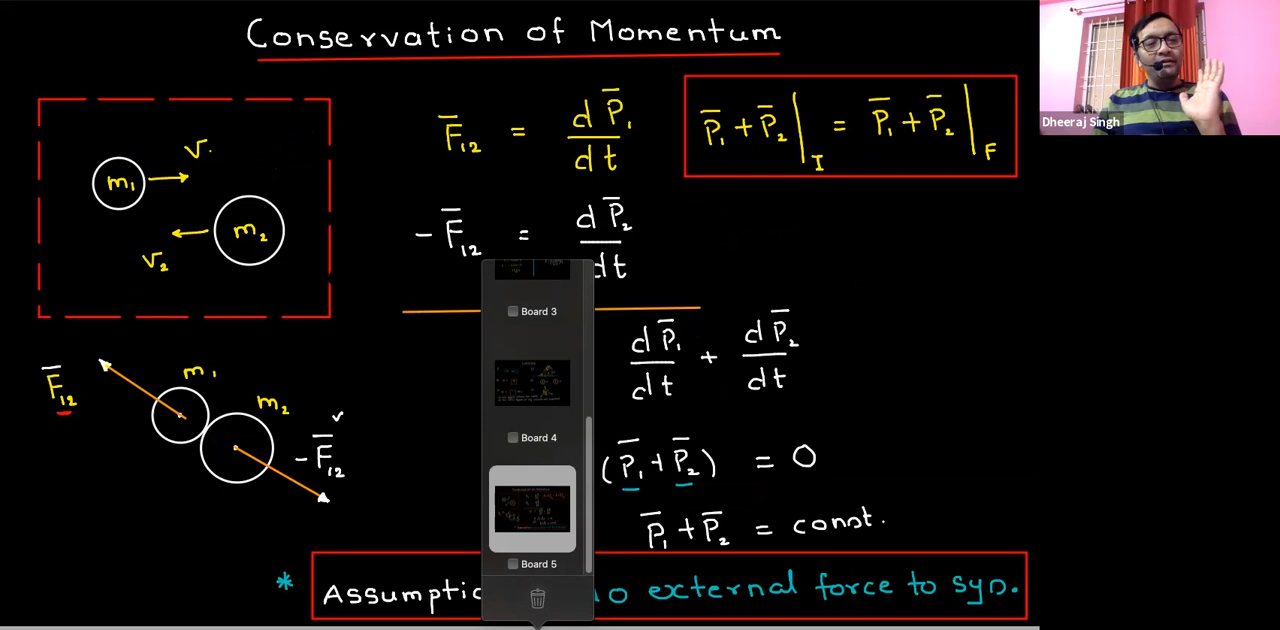 Conservation of Momentum
Dheeraj Singh
m₁ V.
m₂
V₂
F̅₁₂ = dP̅₁/dt
P̅₁ + P̅₂ |I = P̅₁ + P̅₂ |F
-F̅₁₂ = dP̅₂/dt
dP̅₁/dt + dP̅₂/dt
F̅₁₂
m₁
m₂
-F̅₁₂
(P̅₁ + P̅₂) = 0
P̅₁ + P̅₂ = const.
Board 3
Board 4
Board 5
* Assumptio external force to sys.